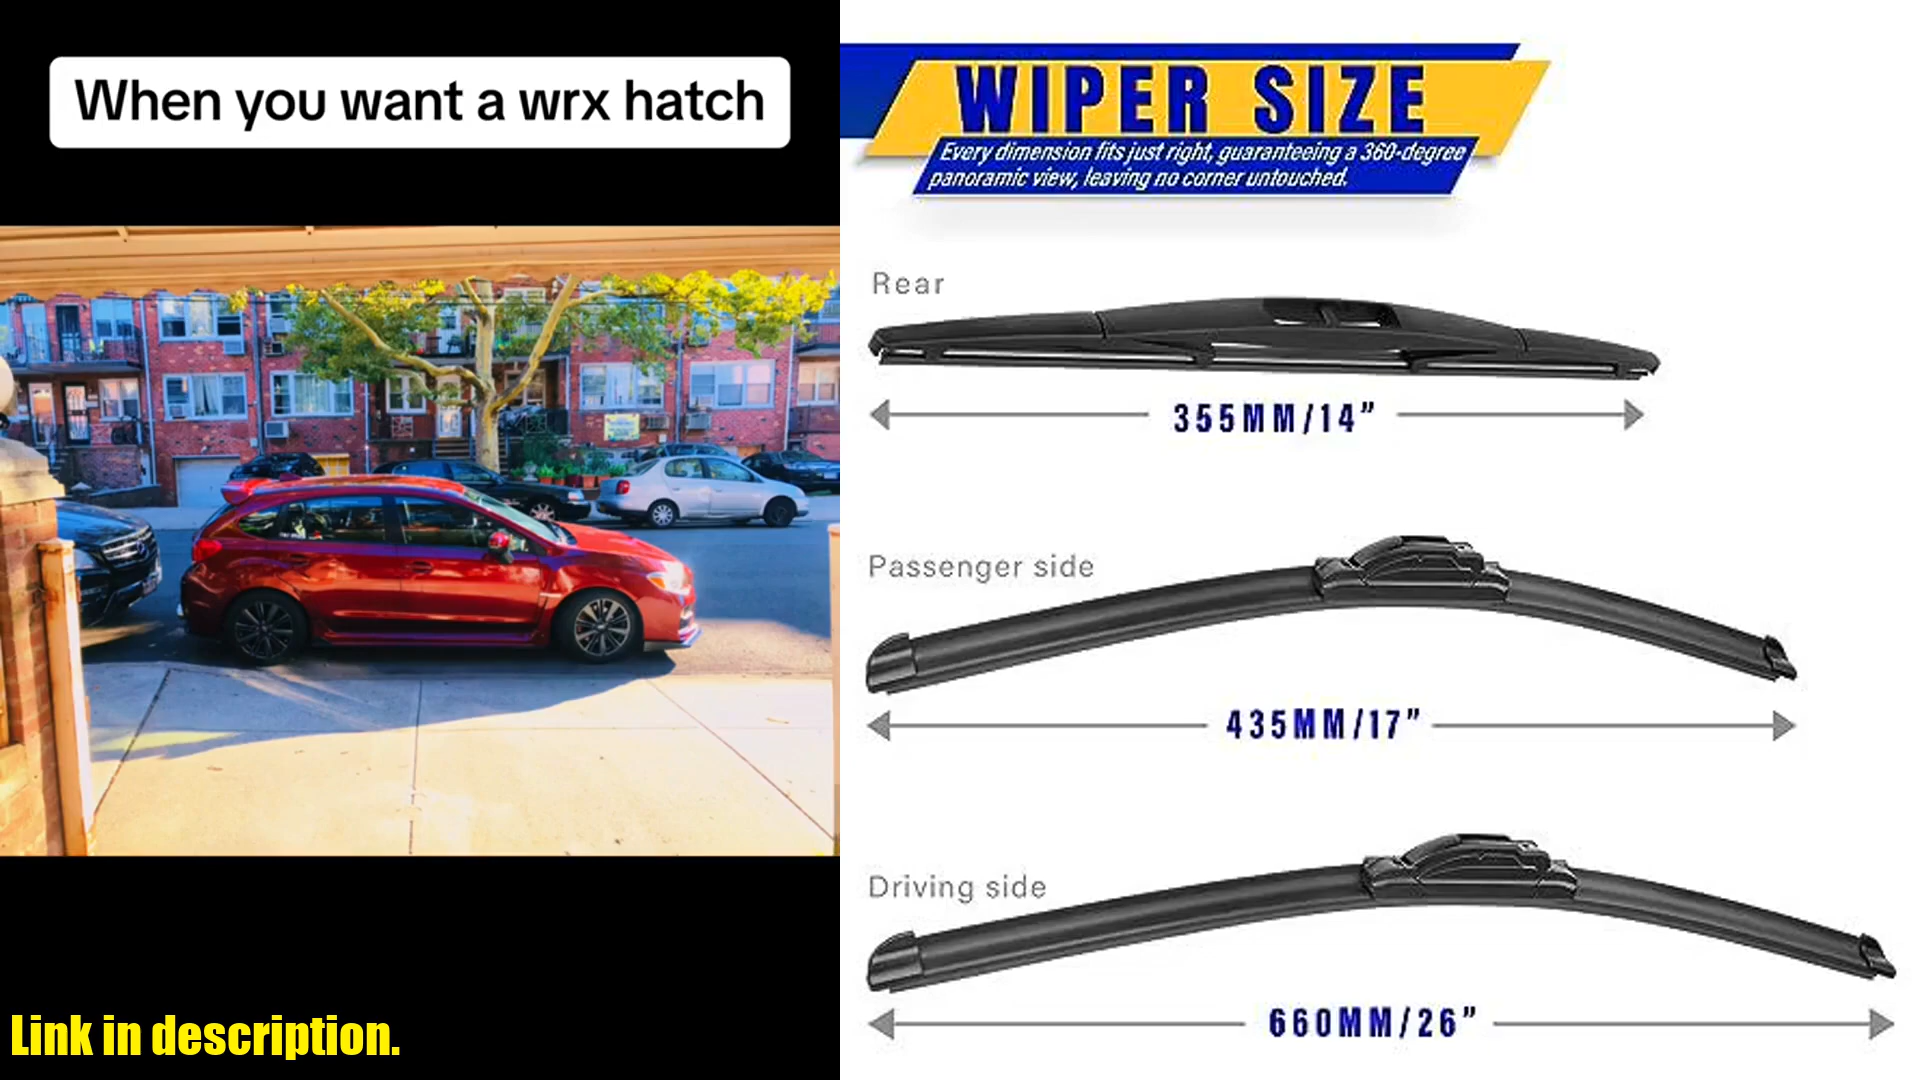 When you want a wrx hatch
Link in description.
WIPER SIZE
Every dimension fits just right, guaranteeing a 360-degree
panoramic view, leaving no corner untouched.
Rear
355MM/14”
Passenger side
435MM/17”
Driving side
660MM/26”